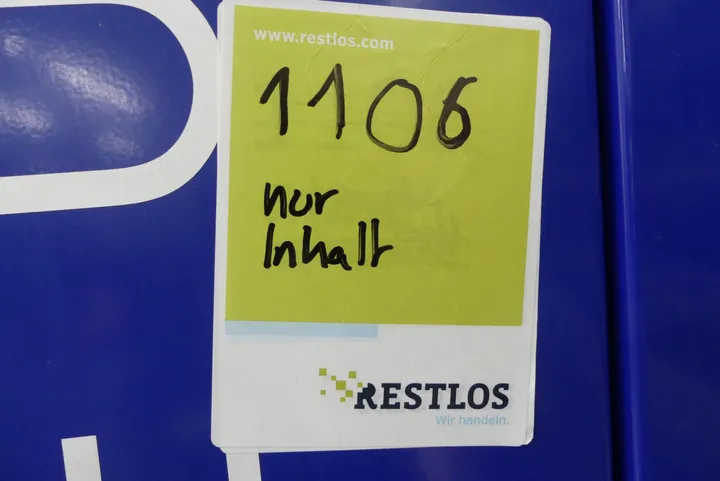 www.restlos.com
1106
nur
Inhalt
RESTLOS
Wir handeln.